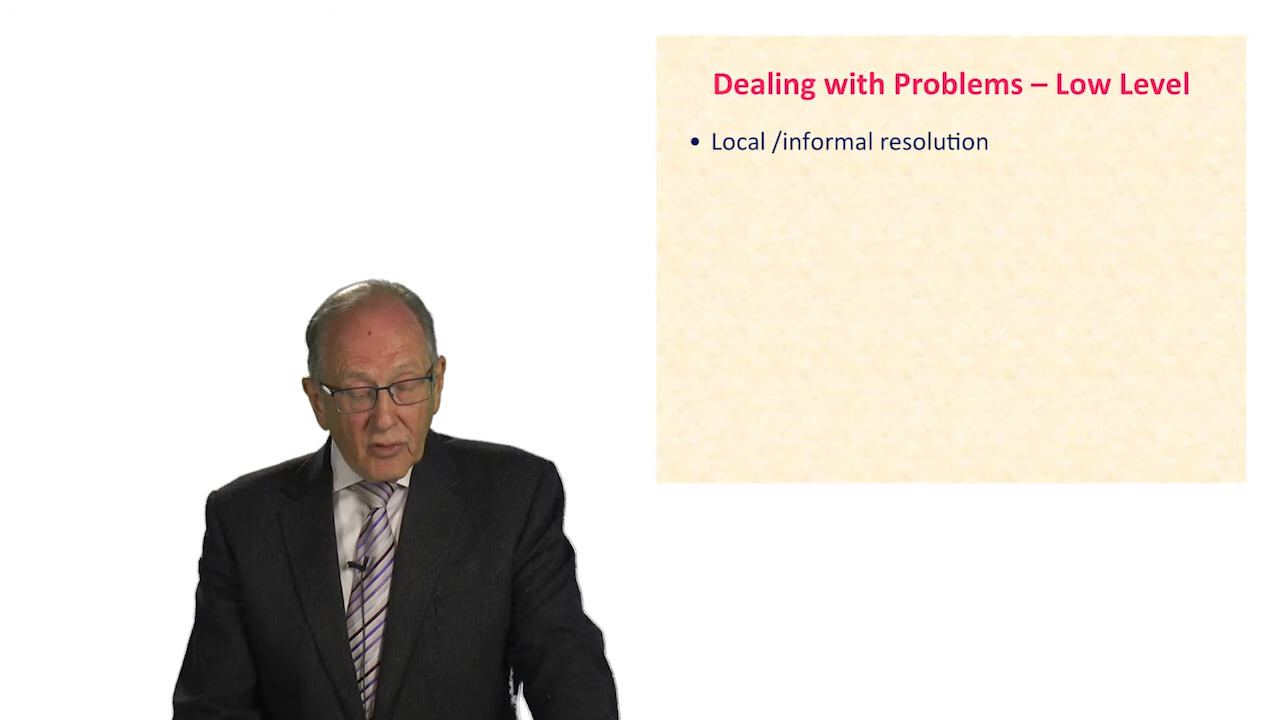 Dealing with Problems – Low Level
• Local /informal resolution